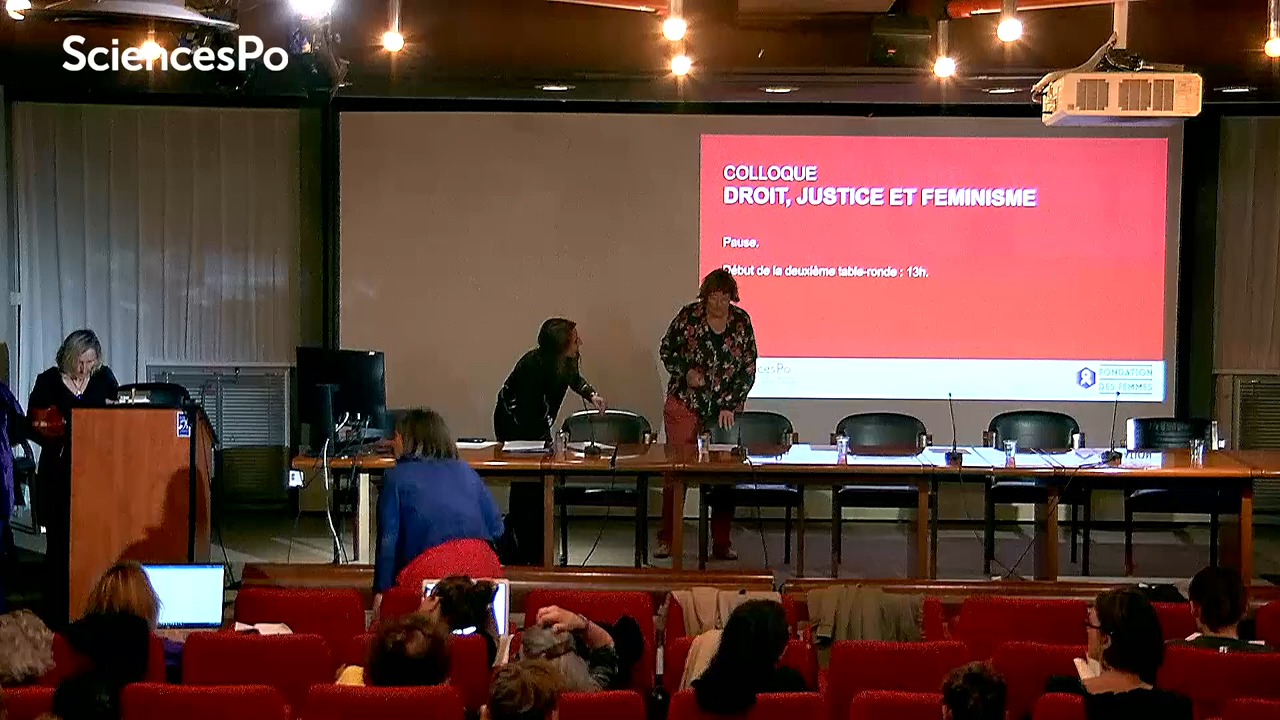 SciencesPo
COLLOQUE
DROIT, JUSTICE ET FEMINISME
Pause.
Début de la deuxième table-ronde : 13h.
FONDATION
DES FEMMES